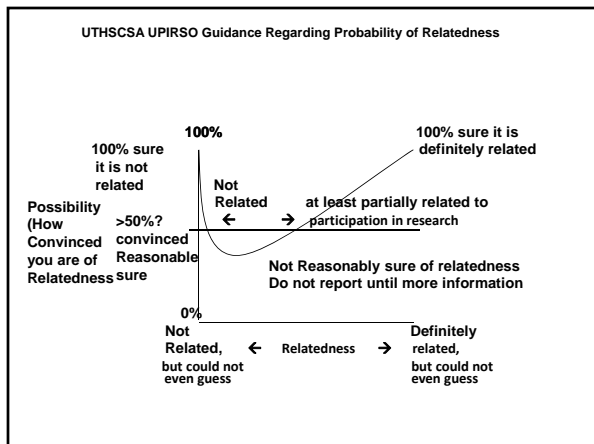 UTHSCSA UPIRSO Guidance Regarding Probability of Relatedness
100%
100% sure
it is not
related
100% sure it is
definitely related
Not
Related
← →
at least partially related to
participation in research
Possibility
(How
Convinced
you are of
Relatedness
>50%?
convinced
Reasonable
sure
Not Reasonably sure of relatedness
Do not report until more information
0%
Not
Related,
but could not
even guess
← Relatedness →
Definitely
related,
but could not
even guess